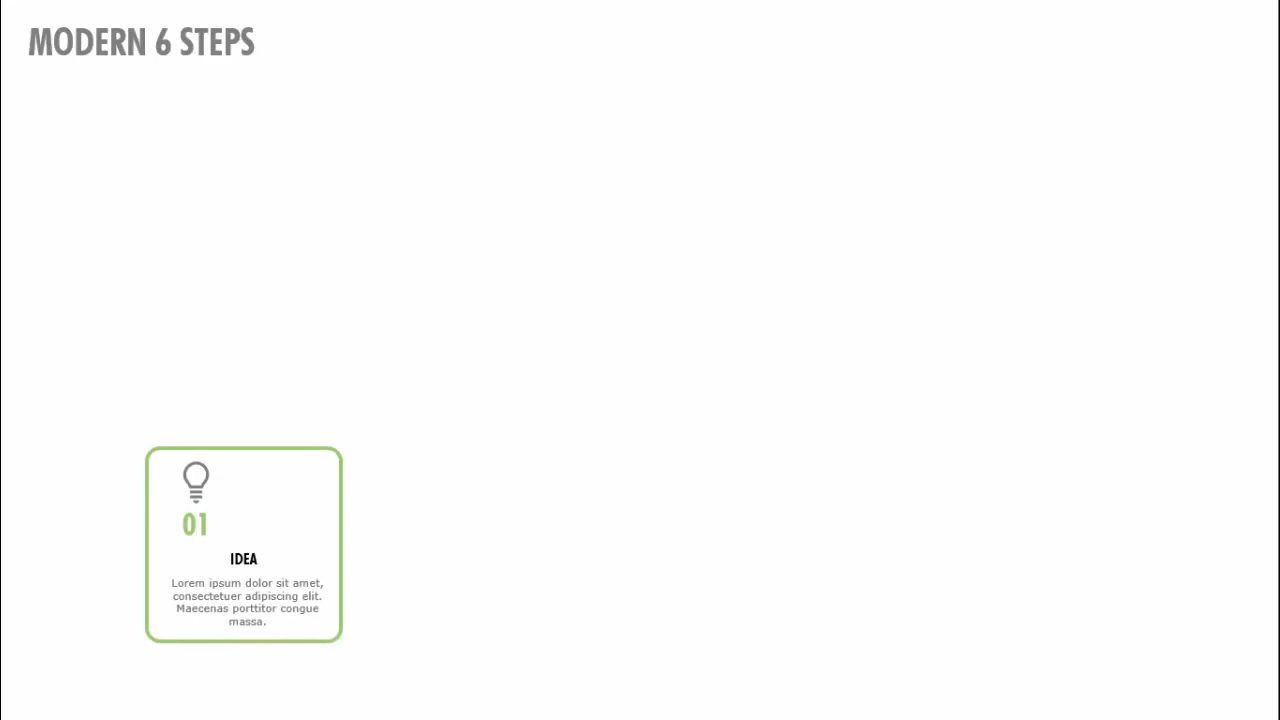 MODERN 6 STEPS
01
IDEA
Lorem ipsum dolor sit amet,
consectetuer adipiscing elit.
Maecenas porttitor congue
massa.